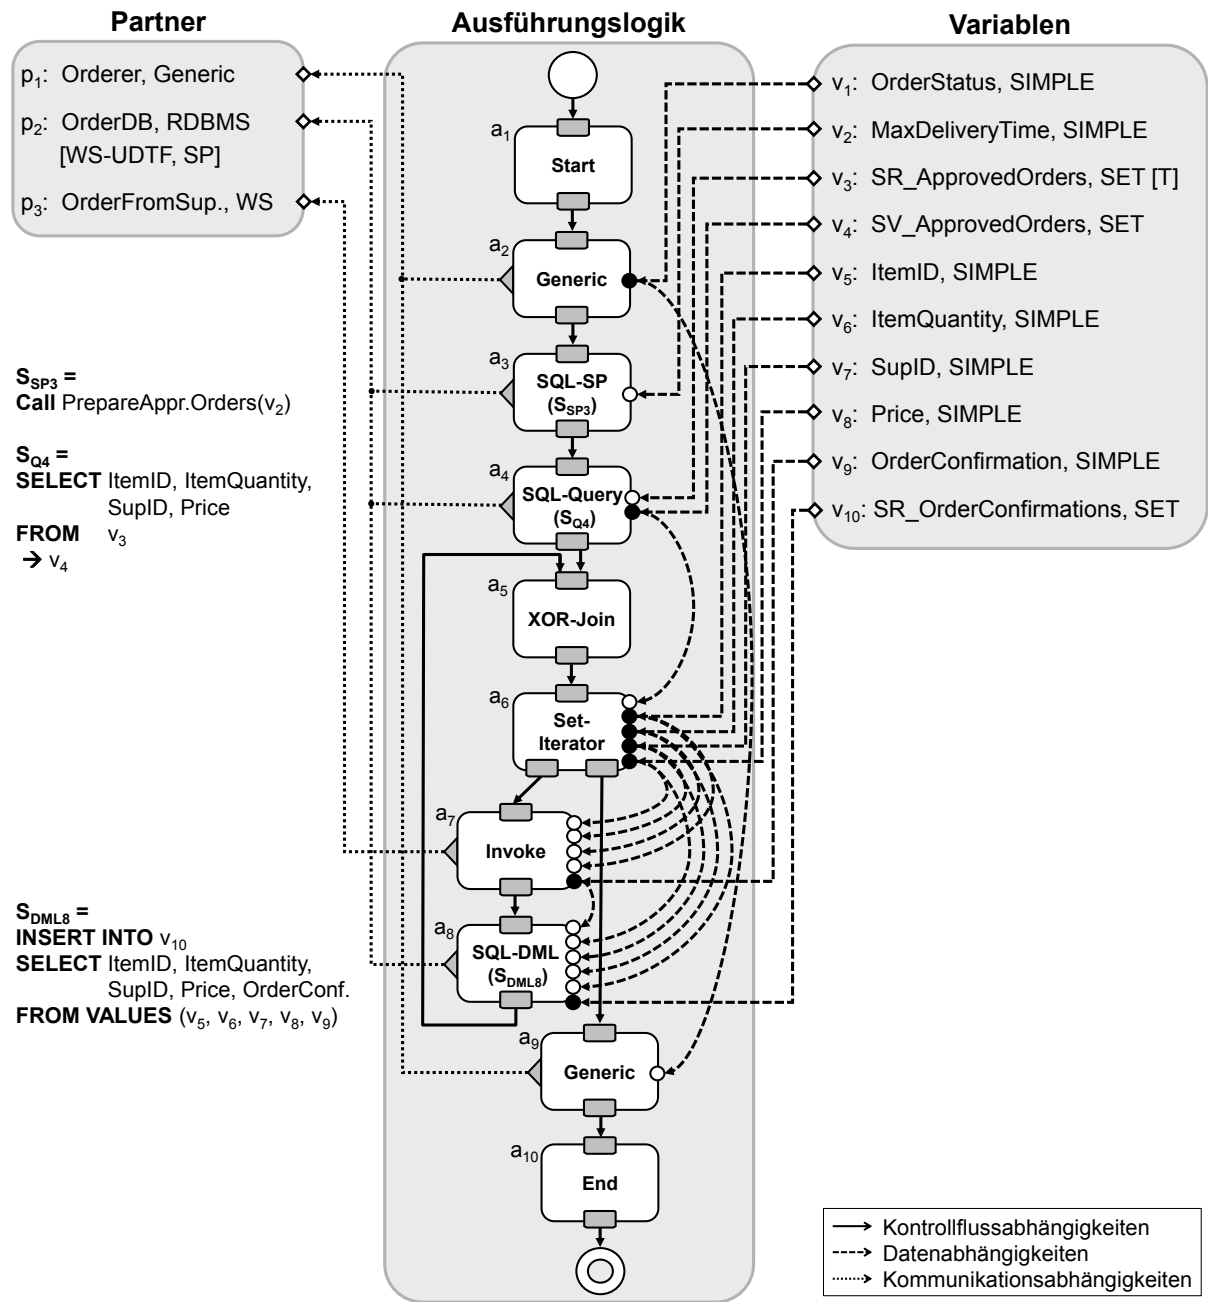 Partner
Ausführungslogik
Variablen
p1: Orderer, Generic
p2: OrderDB, RDBMS
[WS-UDTF, SP]
p3: OrderFromSup., WS
v1: OrderStatus, SIMPLE
v2: MaxDeliveryTime, SIMPLE
v3: SR_ApprovedOrders, SET [T]
v4: SV_ApprovedOrders, SET
v5: ItemID, SIMPLE
v6: ItemQuantity, SIMPLE
v7: SupID, SIMPLE
v8: Price, SIMPLE
v9: OrderConfirmation, SIMPLE
v10: SR_OrderConfirmations, SET
a1
Start
a2
Generic
a3
SQL-SP
(SSP3)
a4
SQL-Query
(SQ4)
a5
XOR-Join
a6
Set-
Iterator
a7
Invoke
a8
SQL-DML
(SDML8)
a9
Generic
a10
End
SSP3 =
Call PrepareAppr.Orders(v2)
SQ4 =
SELECT ItemID, ItemQuantity,
SupID, Price
FROM v3
→ v4
SDML8 =
INSERT INTO v10
SELECT ItemID, ItemQuantity,
SupID, Price, OrderConf.
FROM VALUES (v5, v6, v7, v8, v9)
Kontrollflussabhängigkeiten
Datenabhängigkeiten
Kommunikationsabhängigkeiten